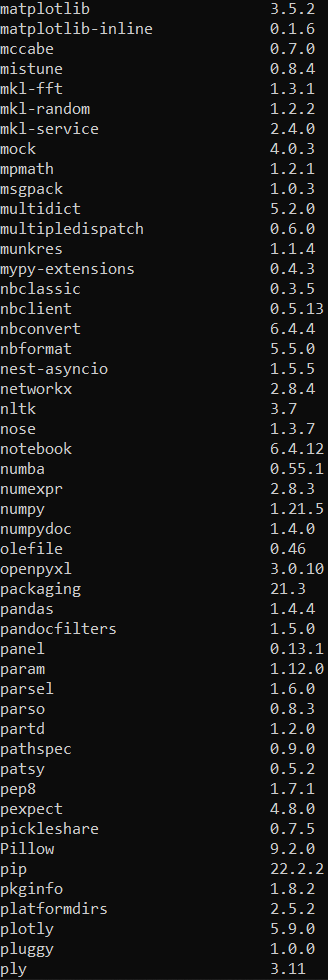 matplotlib 3.5.2
matplotlib-inline 0.1.6
mccabe 0.7.0
mistune 0.8.4
mkl-fft 1.3.1
mkl-random 1.2.2
mkl-service 2.4.0
mock 4.0.3
mpmath 1.2.1
msgpack 1.0.3
multidict 5.2.0
multipledispatch 0.6.0
munkres 1.1.4
mypy-extensions 0.4.3
nbclassic 0.3.5
nbclient 0.5.13
nbconvert 6.4.4
nbformat 5.5.0
nest-asyncio 1.5.5
networkx 2.8.4
nltk 3.7
nose 1.3.7
notebook 6.4.12
numba 0.55.1
numexpr 2.8.3
numpy 1.21.5
numpydoc 1.4.0
olefile 0.46
openpyxl 3.0.10
packaging 21.3
pandas 1.4.4
pandocfilters 1.5.0
panel 0.13.1
param 1.12.0
parsel 1.6.0
parso 0.8.3
partd 1.2.0
pathspec 0.9.0
patsy 0.5.2
pep8 1.7.1
pexpect 4.8.0
pickleshare 0.7.5
Pillow 9.2.0
pip 22.2.2
pkginfo 1.8.2
platformdirs 2.5.2
plotly 5.9.0
pluggy 1.0.0
ply 3.11